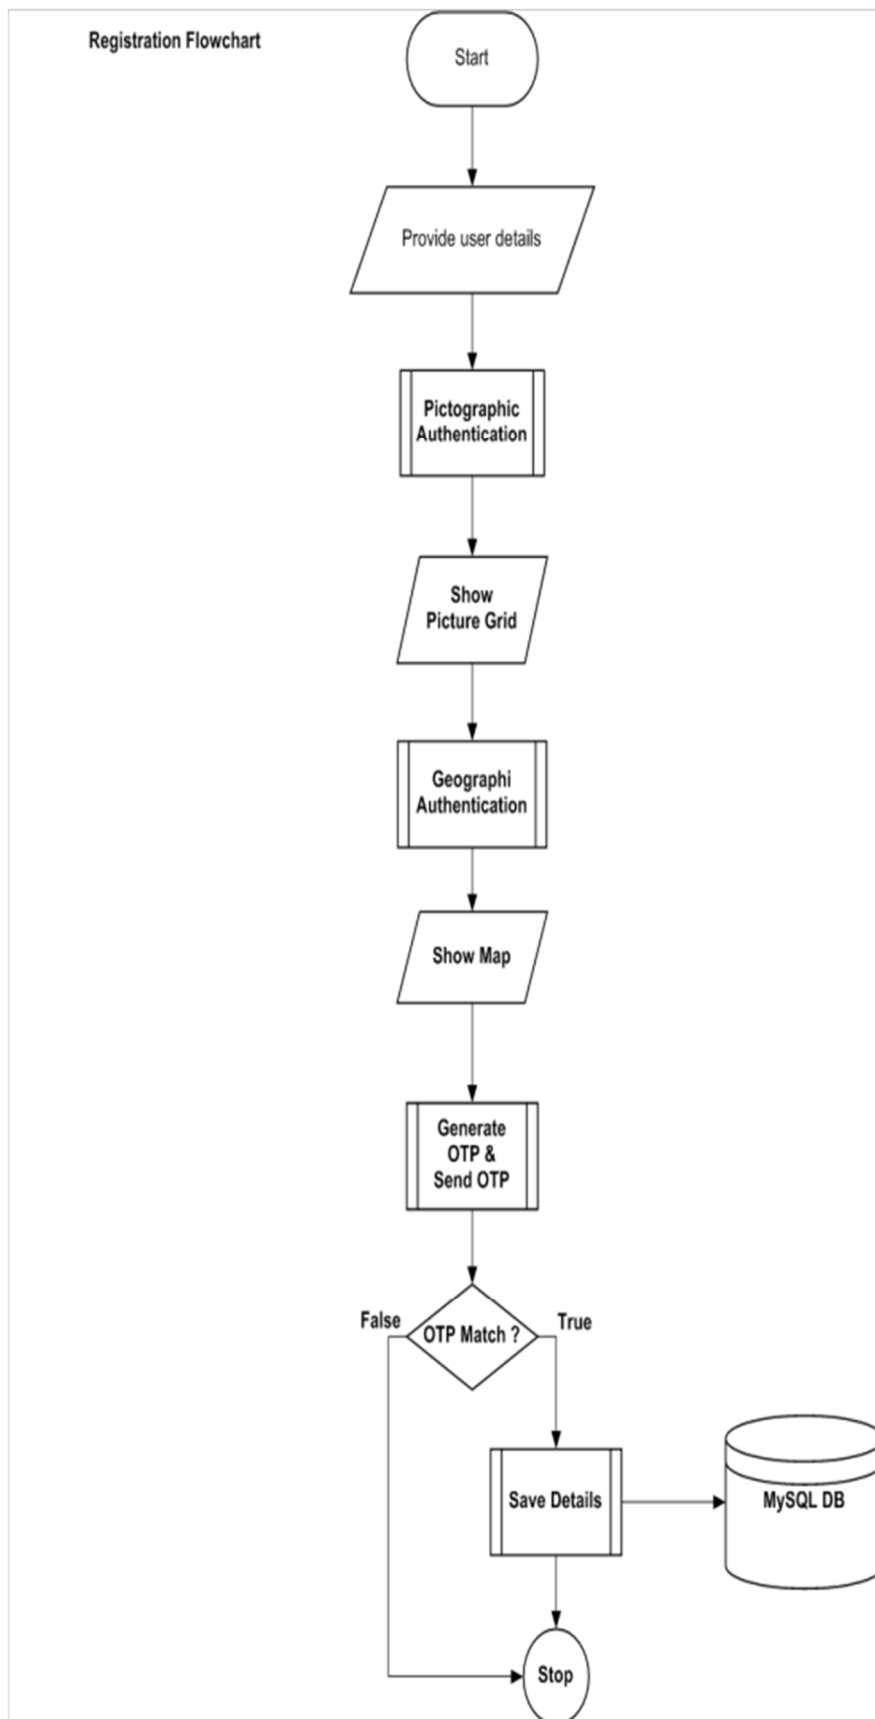 Registration Flowchart
Start
Provide user details
Pictographic
Authentication
Show
Picture Grid
Geographi
Authentication
Show Map
Generate
OTP &
Send OTP
False
OTP Match ?
True
Save Details
MySQL DB
Stop